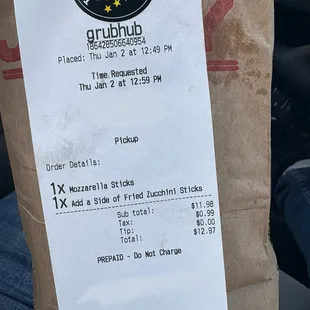 grubhub
186428506640954
Placed: Thu Jan 2 at 12:49 PM
Time Requested
Thu Jan 2 at 12:59 PM
Pickup
Order Details:
1x Mozzarella Sticks
1x Add a Side of Fried Zucchini Sticks
Sub total: $11.98
Tax: $0.99
Tip: $0.00
Total: $12.97
PREPAID - Do Not Charge